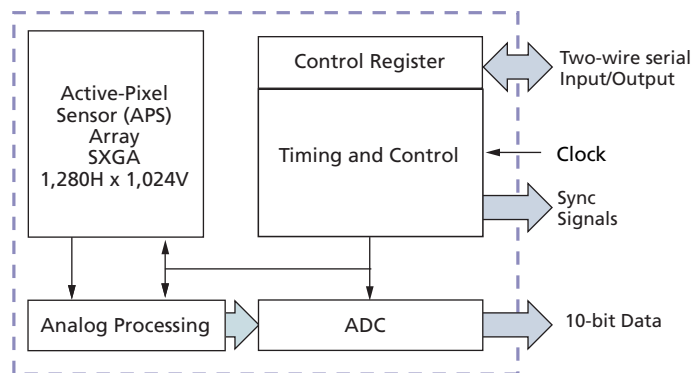 Active-Pixel
Sensor (APS)
Array
SXGA
1,280H x 1,024V
Control Register
Timing and Control
Two-wire serial
Input/Output
Clock
Sync
Signals
Analog Processing
ADC
10-bit Data